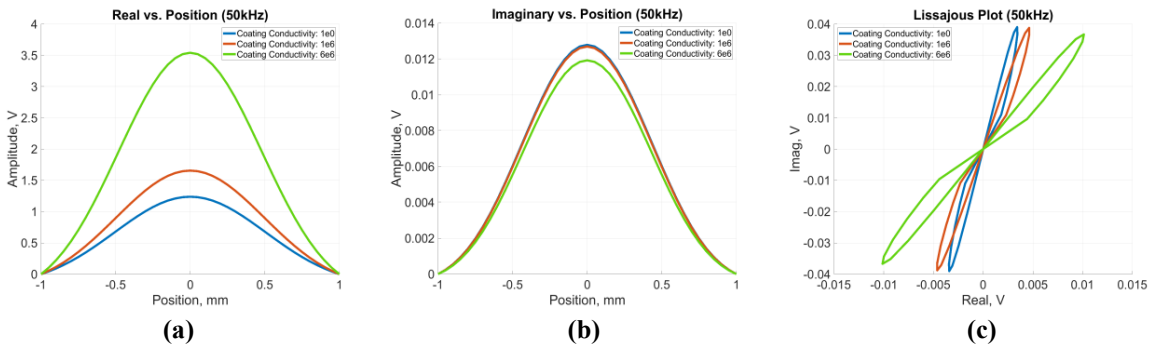 Real vs. Position (50kHz)
Coating Conductivity: 1e0
Coating Conductivity: 1e6
Coating Conductivity: 6e6
Amplitude, V
4
3.5
3
2.5
2
1.5
1
0.5
0
-1
-0.5
0
0.5
1
Position, mm
(a)
Imaginary vs. Position (50kHz)
Coating Conductivity: 1e0
Coating Conductivity: 1e6
Coating Conductivity: 6e6
Amplitude, V
0.014
0.012
0.01
0.008
0.006
0.004
0.002
0
-1
-0.5
0
0.5
1
Position, mm
(b)
Lissajous Plot (50kHz)
Coating Conductivity: 1e0
Coating Conductivity: 1e6
Coating Conductivity: 6e6
Imag, V
0.04
0.03
0.02
0.01
0
-0.01
-0.02
-0.03
-0.04
-0.015
-0.01
-0.005
0
0.005
0.01
0.015
Real, V
(c)